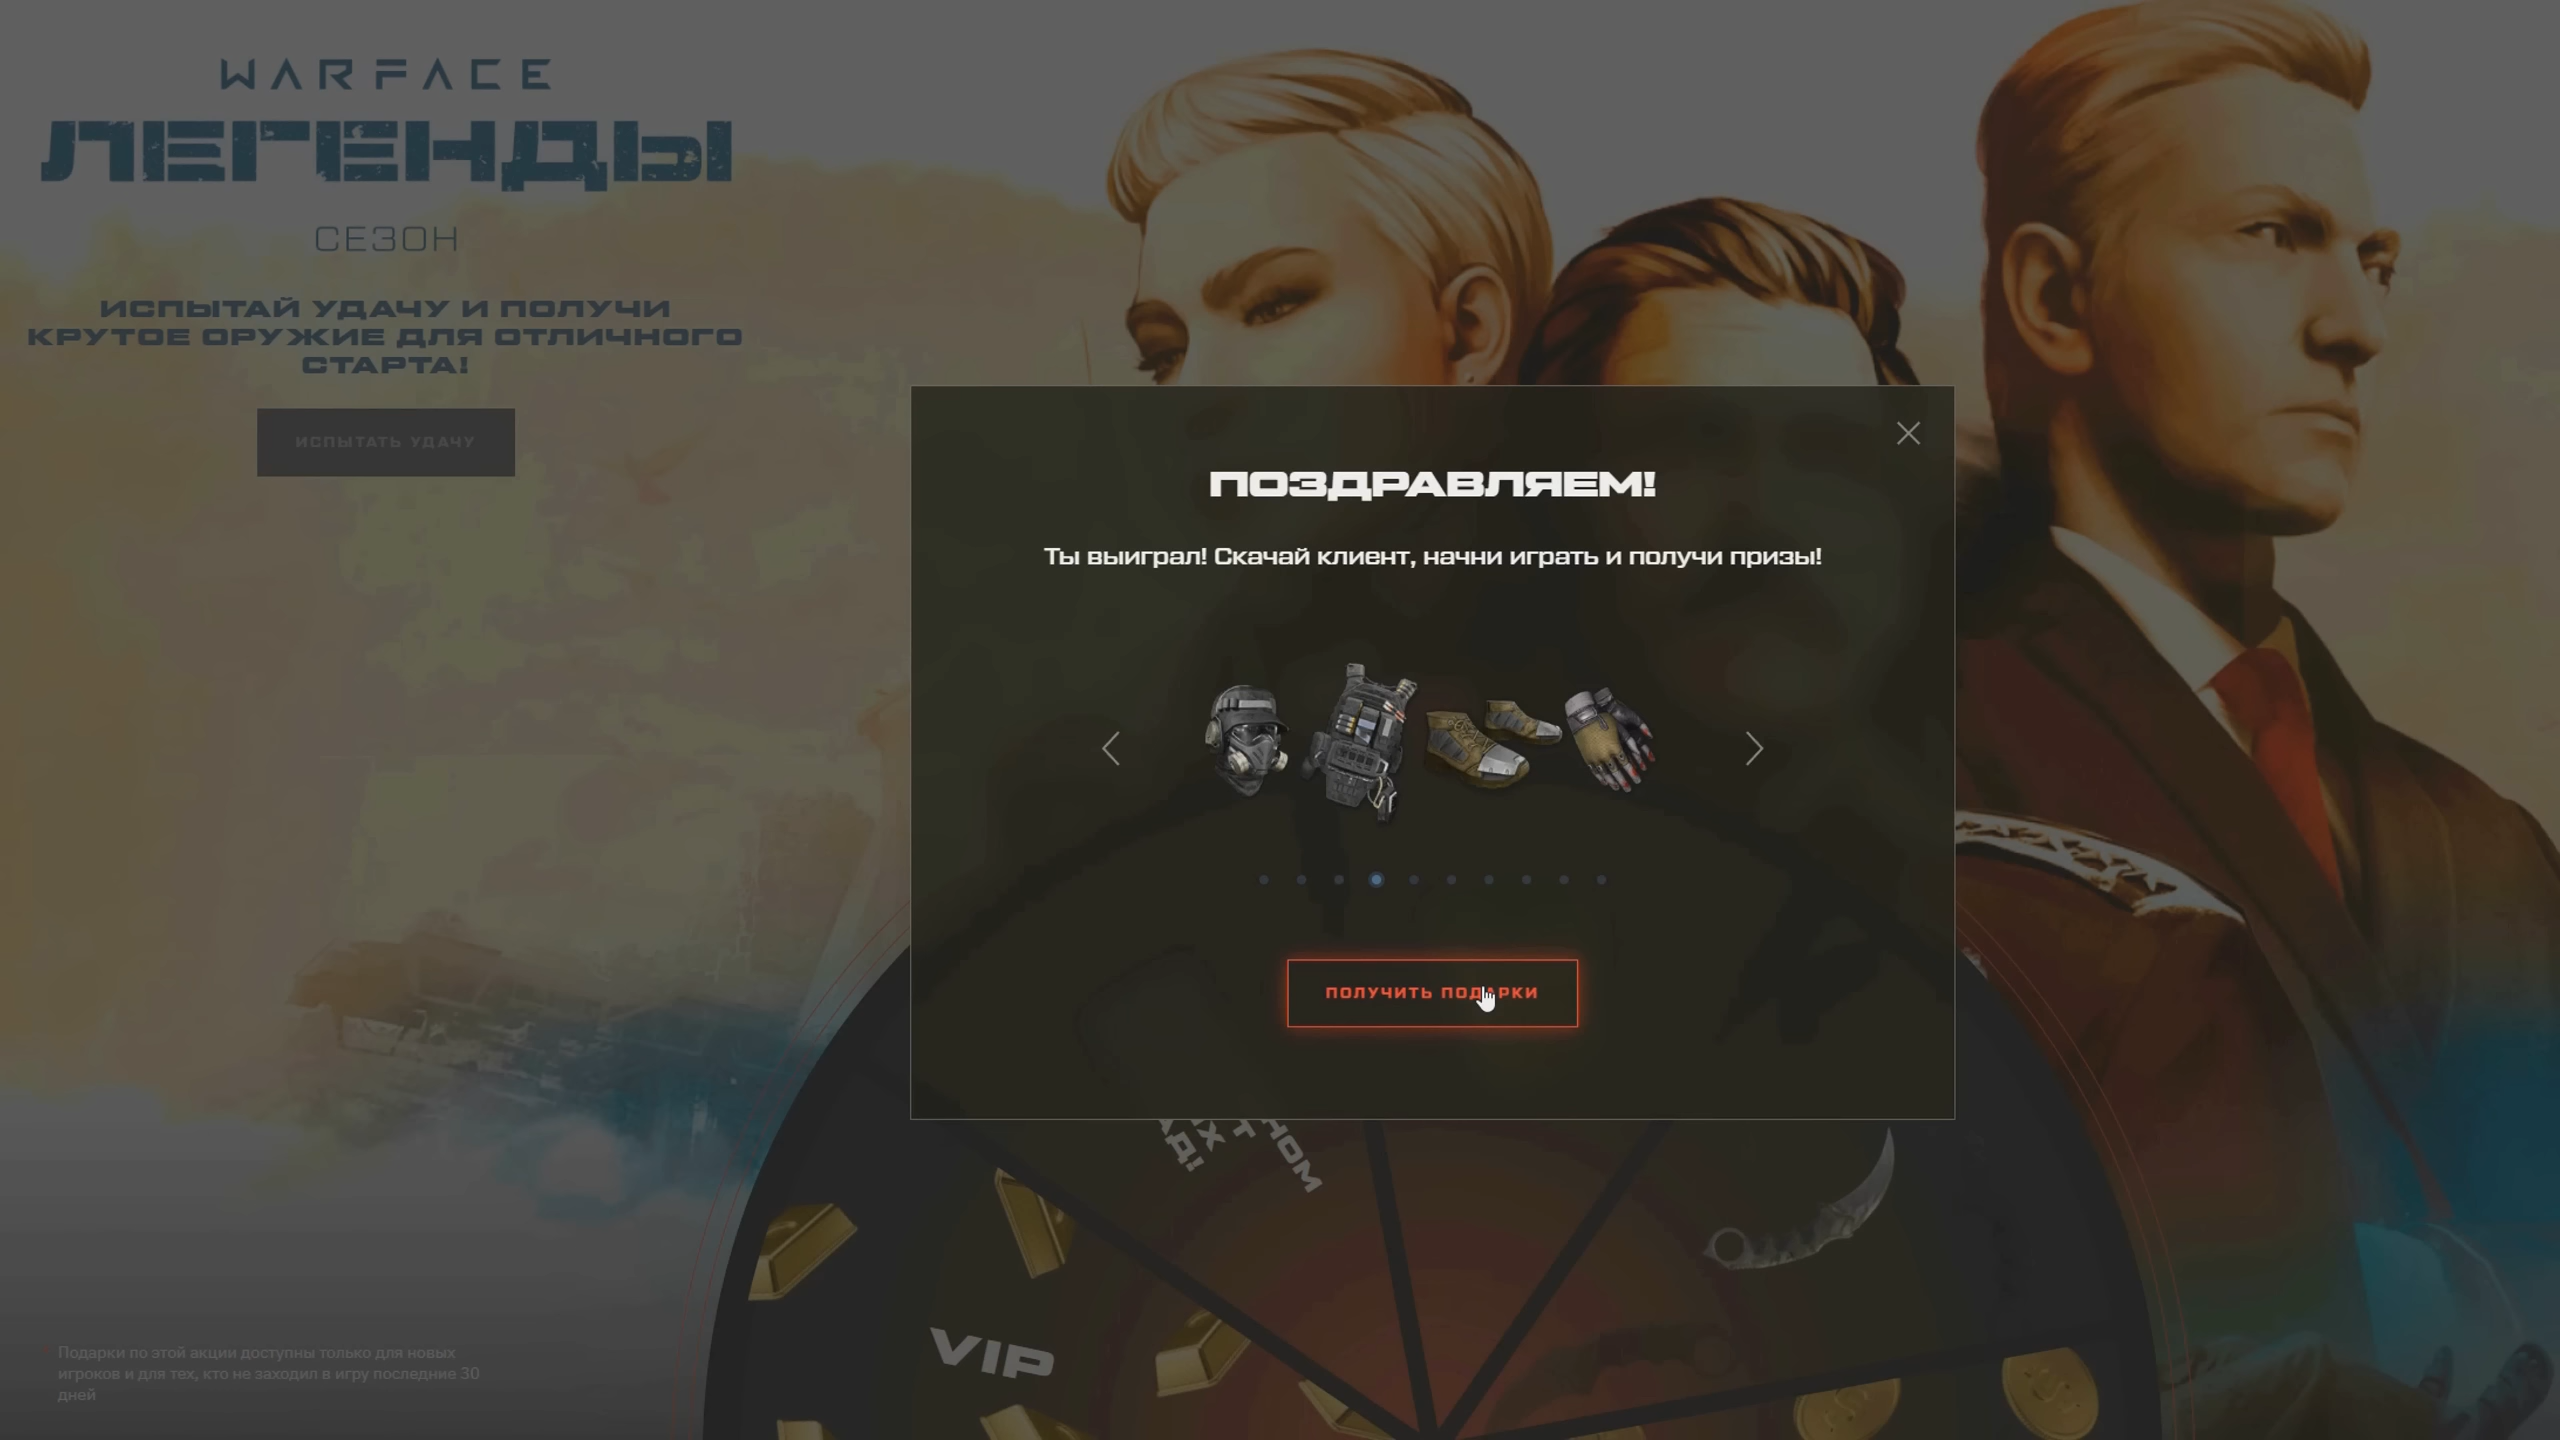 WARFACE
ЛЕГЕНДЫ
СЕЗОН
ИСПЫТАЙ УДАЧУ И ПОЛУЧИ
КРУТОЕ ОРУЖИЕ ДЛЯ ОТЛИЧНОГО
СТАРТА!
ИСПЫТАТЬ УДАЧУ
ПОЗДРАВЛЯЕМ!
Ты выиграл! Скачай клиент, начни играть и получи призы!
ПОЛУЧИТЬ ПОДАРКИ
VIP
* Подарки по этой акции доступны только для новых
игроков и для тех, кто не заходил в игру последние 30
дней